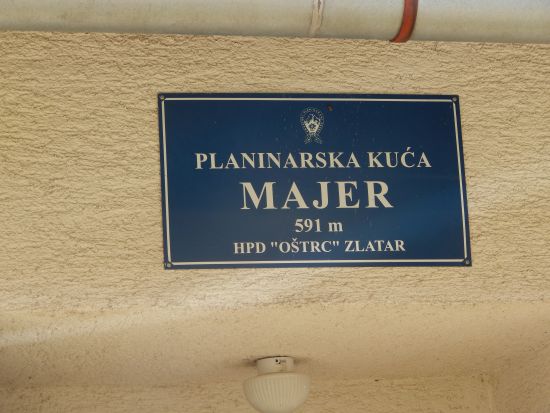 PLANINARSKA KUĆA
MAJER
591 m
HPD "OŠTRC" ZLATAR